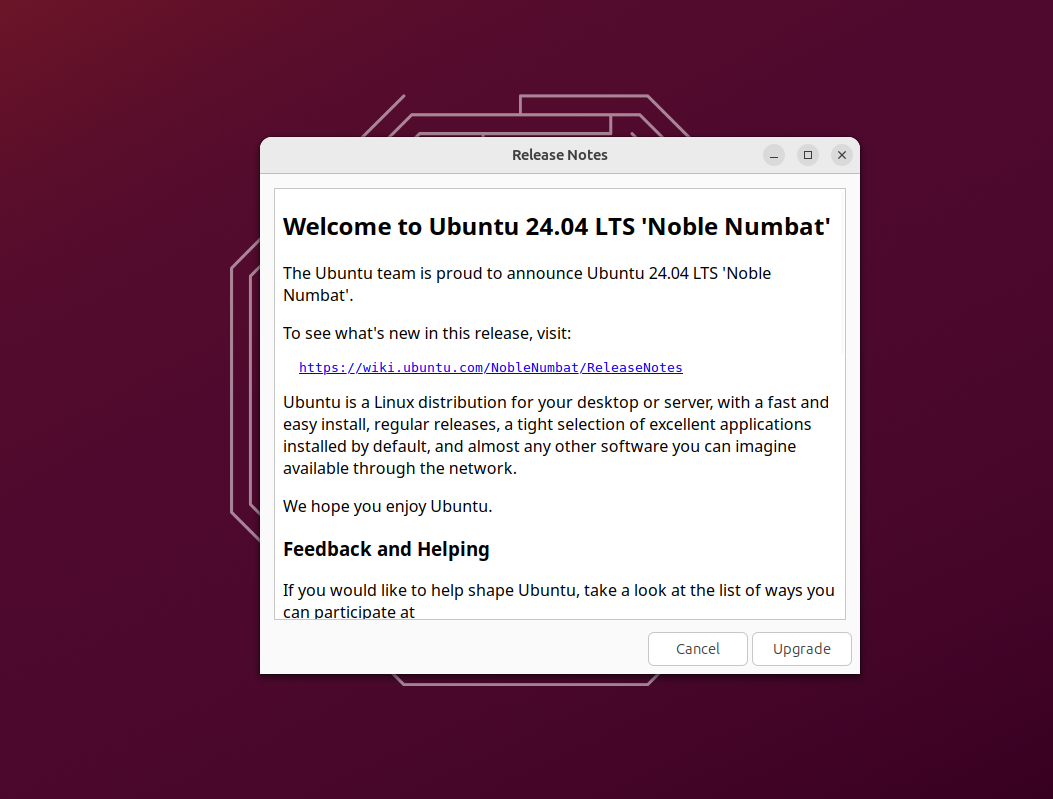 Release Notes
Welcome to Ubuntu 24.04 LTS 'Noble Numbat'
The Ubuntu team is proud to announce Ubuntu 24.04 LTS 'Noble
Numbat'.
To see what's new in this release, visit:
https://wiki.ubuntu.com/NobleNumbat/ReleaseNotes
Ubuntu is a Linux distribution for your desktop or server, with a fast and
easy install, regular releases, a tight selection of excellent applications
installed by default, and almost any other software you can imagine
available through the network.
We hope you enjoy Ubuntu.
Feedback and Helping
If you would like to help shape Ubuntu, take a look at the list of ways you
can participate at
Cancel
Upgrade